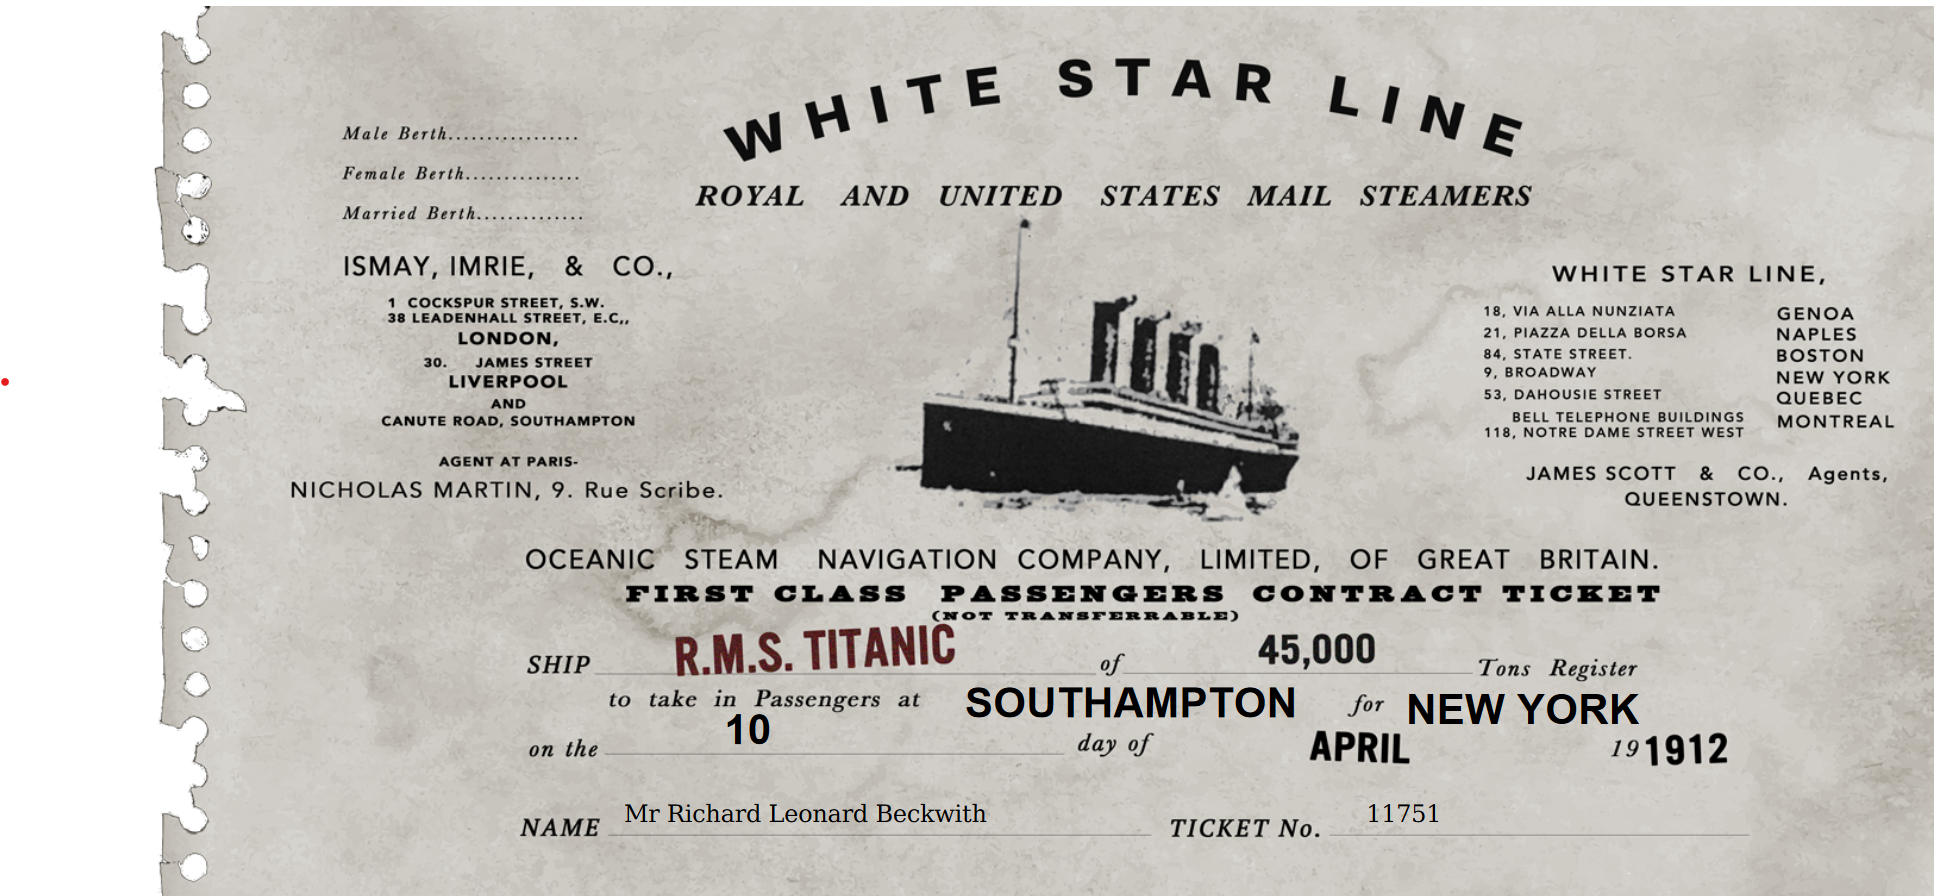 WHITE STAR LINE
ROYAL AND UNITED STATES MAIL STEAMERS
Male Berth.................
Female Berth...............
Married Berth..............
ISMAY, IMRIE, & CO.,
1 COCKSPUR STREET, S.W.
38 LEADENHALL STREET, E.C,,
LONDON,
30. JAMES STREET
LIVERPOOL
AND
CANUTE ROAD, SOUTHAMPTON
AGENT AT PARIS-
NICHOLAS MARTIN, 9. Rue Scribe.
WHITE STAR LINE,
18, VIA ALLA NUNZIATA GENOA
21, PIAZZA DELLA BORSA NAPLES
84, STATE STREET. BOSTON
9, BROADWAY NEW YORK
53, DAHOUSIE STREET QUEBEC
BELL TELEPHONE BUILDINGS MONTREAL
118, NOTRE DAME STREET WEST
JAMES SCOTT & CO., Agents,
QUEENSTOWN.
OCEANIC STEAM NAVIGATION COMPANY, LIMITED, OF GREAT BRITAIN.
FIRST CLASS PASSENGERS CONTRACT TICKET
(NOT TRANSFERRABLE)
SHIP R.M.S. TITANIC of 45,000 Tons Register
to take in Passengers at SOUTHAMPTON for NEW YORK
on the 10 day of APRIL 19 1912
NAME Mr Richard Leonard Beckwith TICKET No. 11751